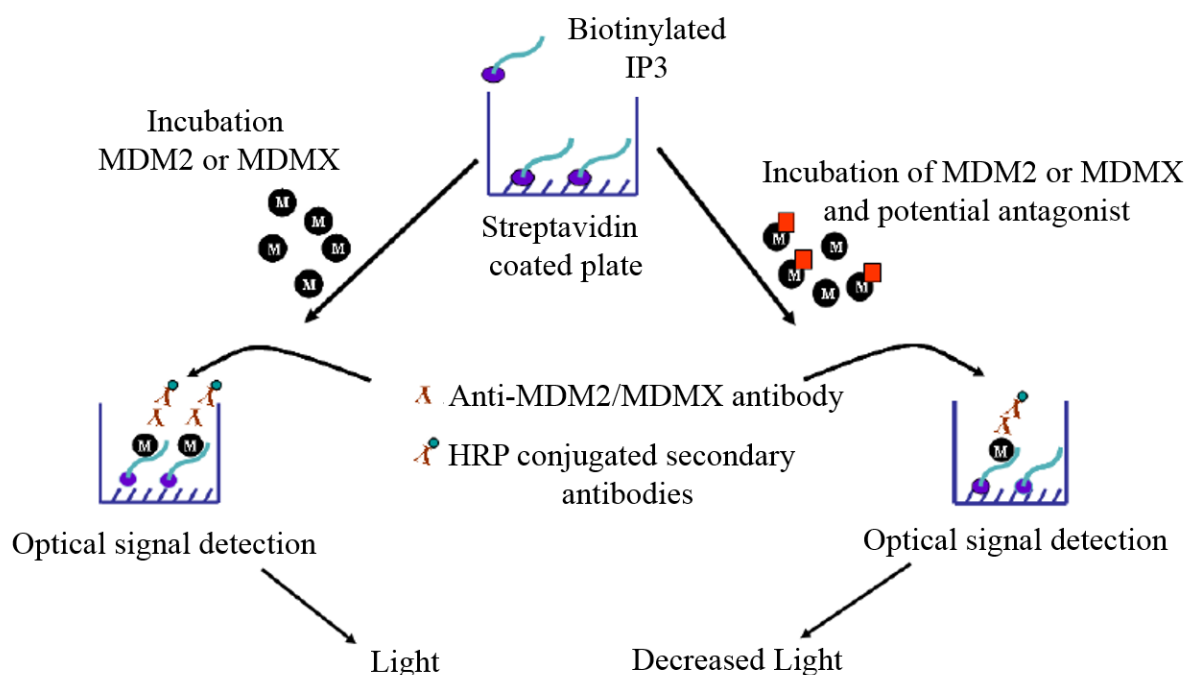 Biotinylated
IP3
Incubation
MDM2 or MDMX
M
M
M
M
M
Incubation of MDM2 or MDMX
and potential antagonist
M
M
M
M
M
Streptavidin
coated plate
Anti-MDM2/MDMX antibody
HRP conjugated secondary
antibodies
M
M
M
Optical signal detection
Optical signal detection
Light
Decreased Light